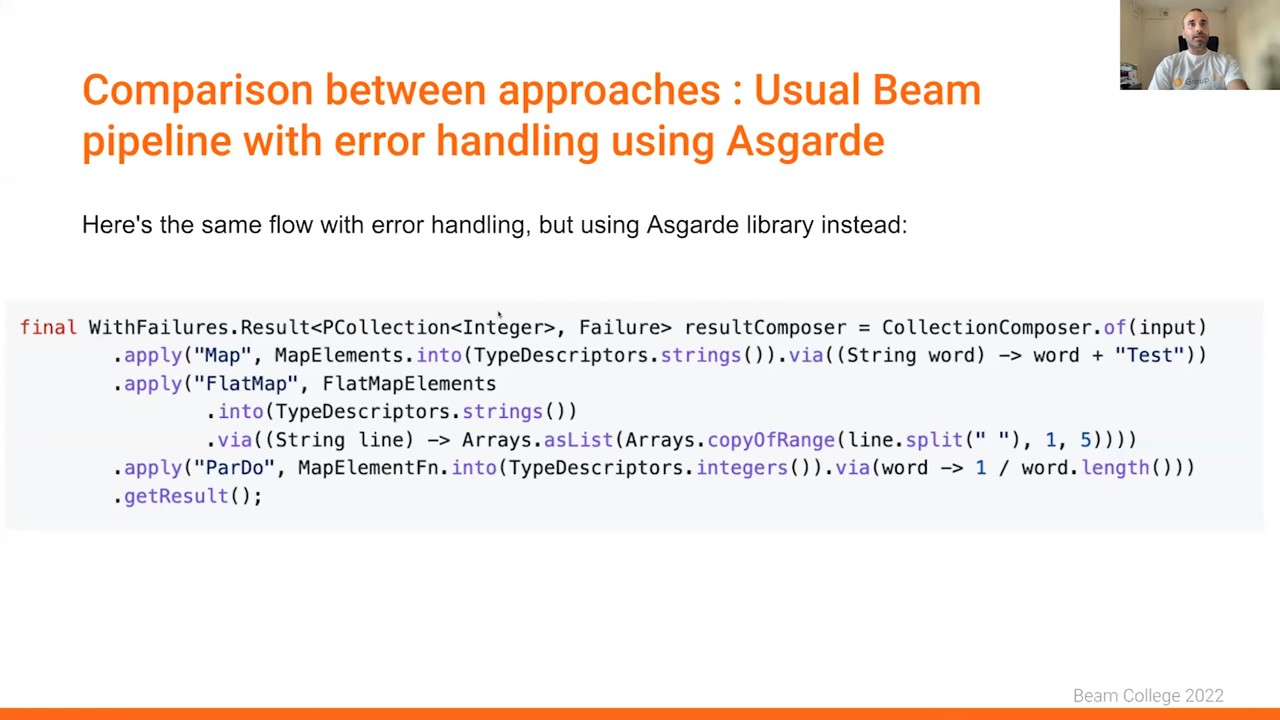 Comparison between approaches : Usual Beam
pipeline with error handling using Asgarde
Here's the same flow with error handling, but using Asgarde library instead:
final WithFailures.Result<PCollection<Integer>, Failure> resultComposer = CollectionComposer.of(input)
.apply("Map", MapElements.into(TypeDescriptors.strings()).via((String word) -> word + "Test"))
.apply("FlatMap", FlatMapElements
.into(TypeDescriptors.strings())
.via((String line) -> Arrays.asList(Arrays.copyOfRange(line.split(" "), 1, 5))))
.apply("ParDo", MapElementFn.into(TypeDescriptors.integers()).via(word -> 1 / word.length()))
.getResult();
Beam College 2022